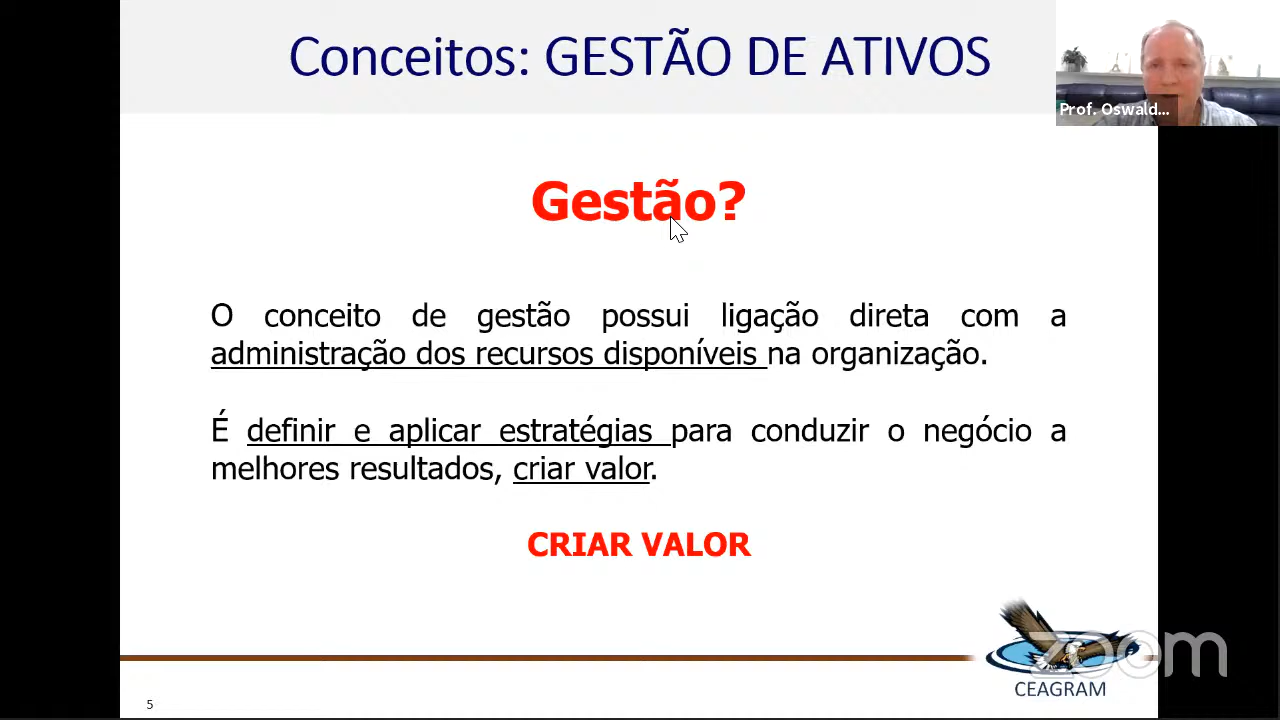 Conceitos: GESTÃO DE ATIVOS
Prof. Oswald...
Gestão?
O conceito de gestão possui ligação direta com a
administração dos recursos disponíveis na organização.
É definir e aplicar estratégias para conduzir o negócio a
melhores resultados, criar valor.
CRIAR VALOR
zoom
CEAGRAM
5